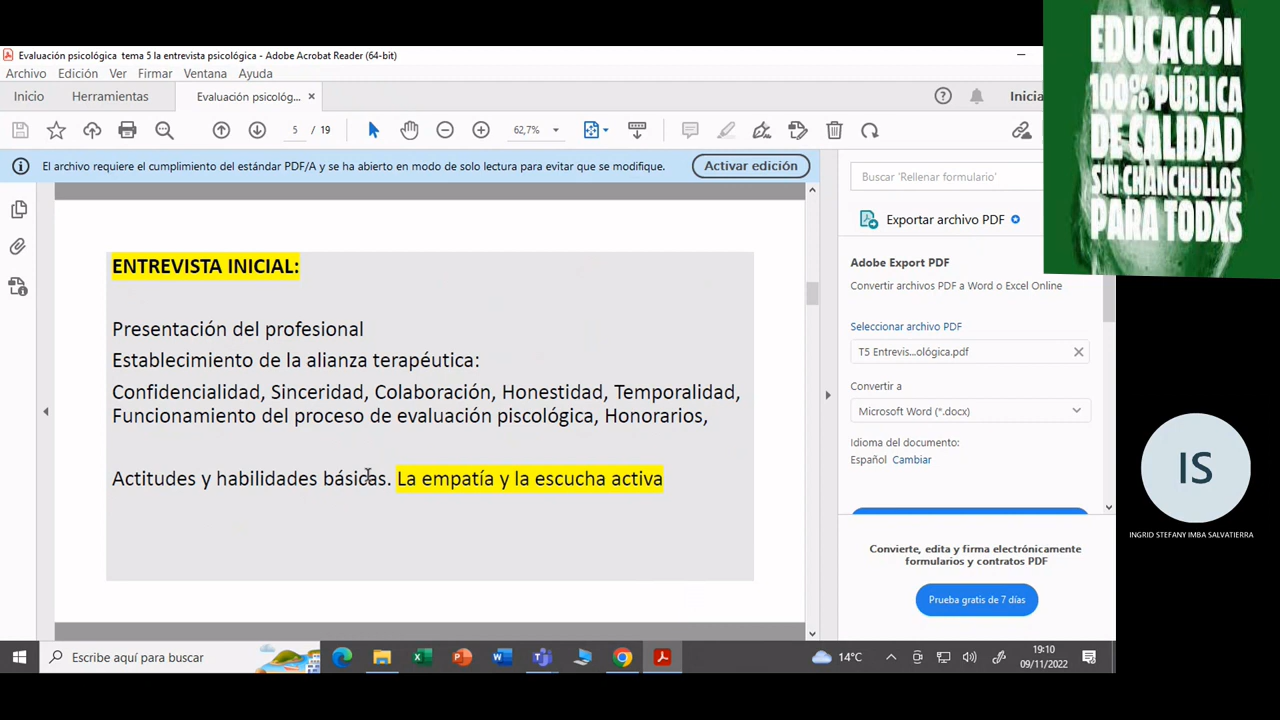 Evaluación psicológica tema 5 la entrevista psicológica - Adobe Acrobat Reader (64-bit)
Archivo Edición Ver Firmar Ventana Ayuda
Inicio Herramientas Evaluación psicológ... ×
Inicia
5 / 19 62,7%
El archivo requiere el cumplimiento del estándar PDF/A y se ha abierto en modo de solo lectura para evitar que se modifique. Activar edición
ENTREVISTA INICIAL:
Presentación del profesional
Establecimiento de la alianza terapéutica:
Confidencialidad, Sinceridad, Colaboración, Honestidad, Temporalidad,
Funcionamiento del proceso de evaluación piscológica, Honorarios,
Actitudes y habilidades básicas. La empatía y la escucha activa
Buscar 'Rellenar formulario'
Exportar archivo PDF
Adobe Export PDF
Convertir archivos PDF a Word o Excel Online
Seleccionar archivo PDF
T5 Entrevis...ológica.pdf
Convertir a
Microsoft Word (*.docx)
Idioma del documento:
Español Cambiar
Convierte, edita y firma electrónicamente
formularios y contratos PDF
Prueba gratis de 7 días
EDUCACIÓN
100% PÚBLICA
DE CALIDAD
SIN CHANCHULLOS
PARA TODXS
IS
INGRID STEFANY IMBA SALVATIERRA
Escribe aquí para buscar
14°C
19:10
09/11/2022